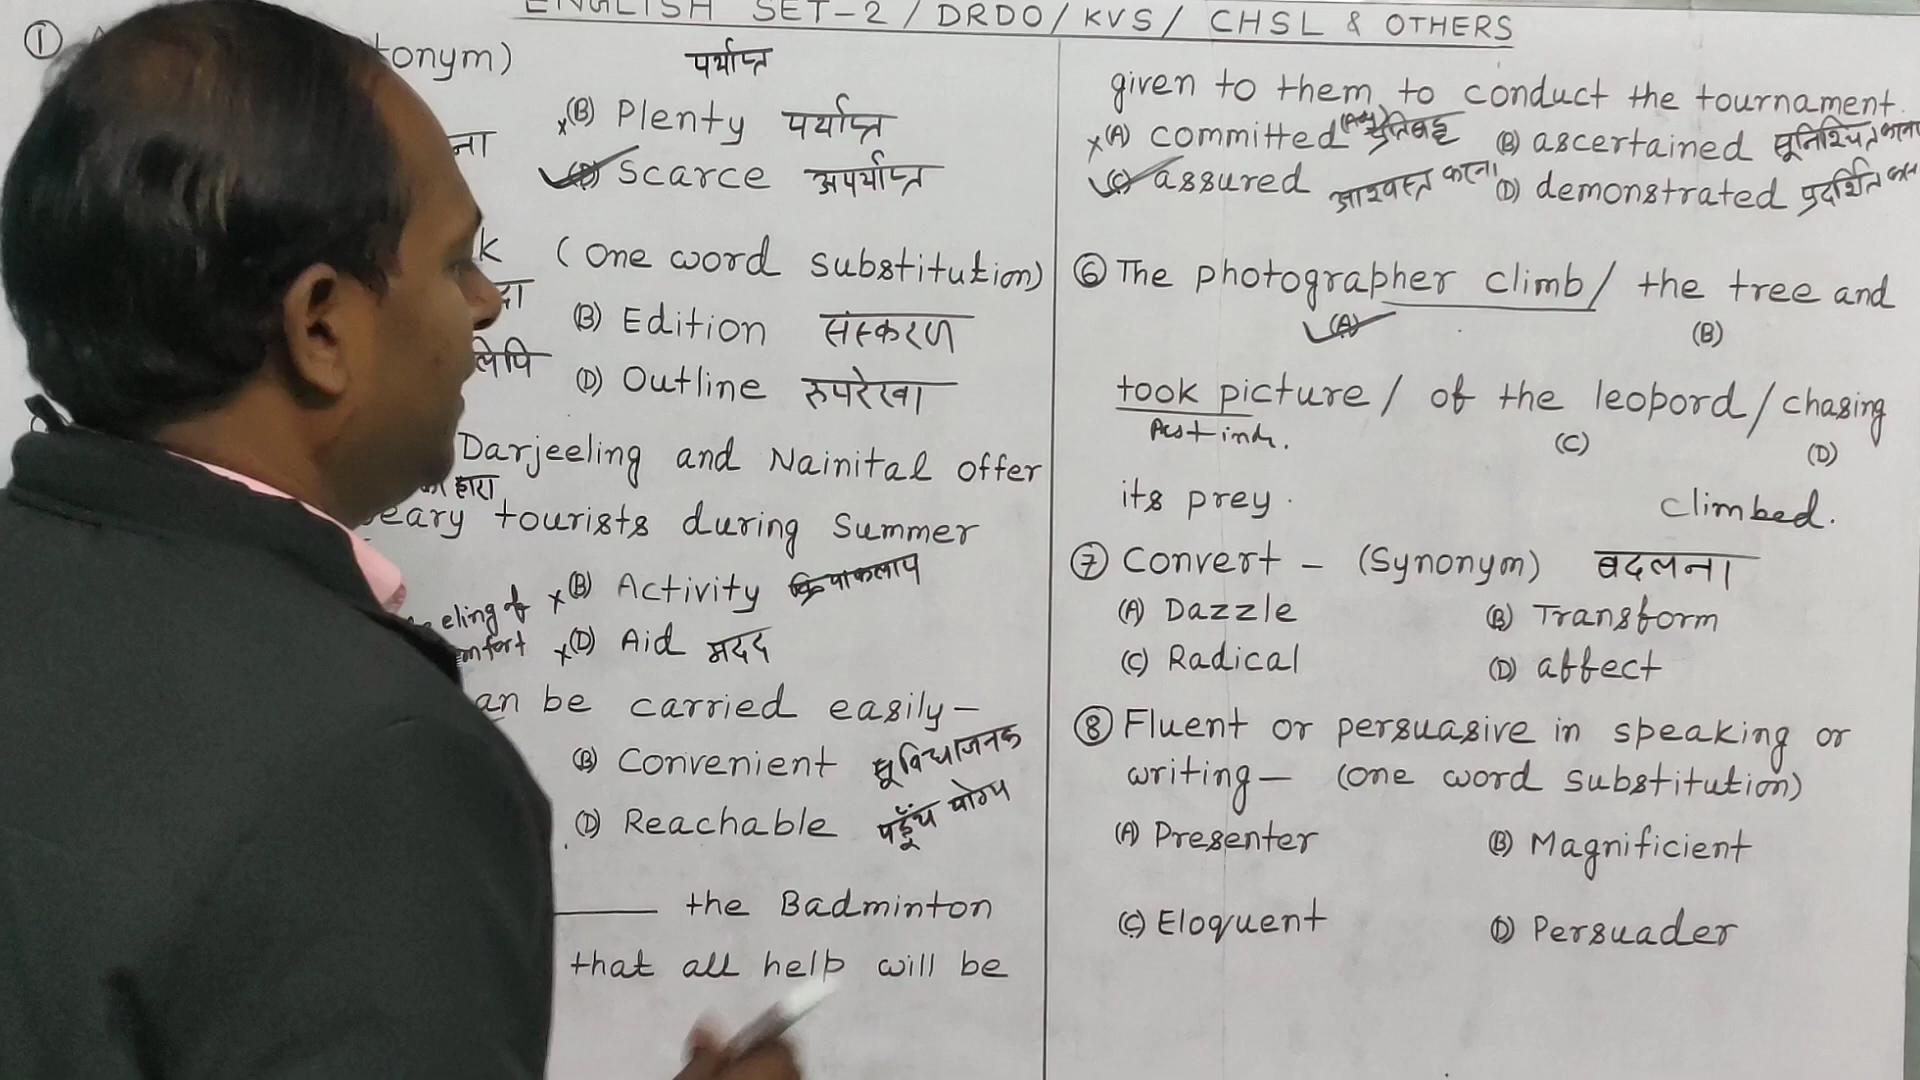 ENGLISH SET-2 / DRDO / KVS / CHSL & OTHERS
① onym) पर्याप्त
(B) Plenty पर्याप्त
ना
Scarce अपर्याप्त
k (One word substitution)
(B) Edition संस्करण
(D) Outline रुपरेखा
Darjeeling and Nainital offer
eary tourists during Summer
(B) Activity क्रियाकलाप
eling of
mfort (D) Aid मदद
an be carried easily-
(B) Convenient सुविधाजनक
(D) Reachable पहुँच योग्य
the Badminton
that all help will be
given to them to conduct the tournament.
(A) committed (B) ascertained
(C) assured आश्वस्त करना (D) demonstrated
⑥ The photographer climb / the tree and
(A) (B)
took picture / of the leopord / chasing
Past ind. (C) (D)
its prey. climbed.
⑦ Convert - (Synonym) बदलना
(A) Dazzle (B) Transform
(C) Radical (D) affect
⑧ Fluent or persuasive in speaking or
writing- (one word substitution)
(A) Presenter (B) Magnificient
(C) Eloquent (D) Persuader